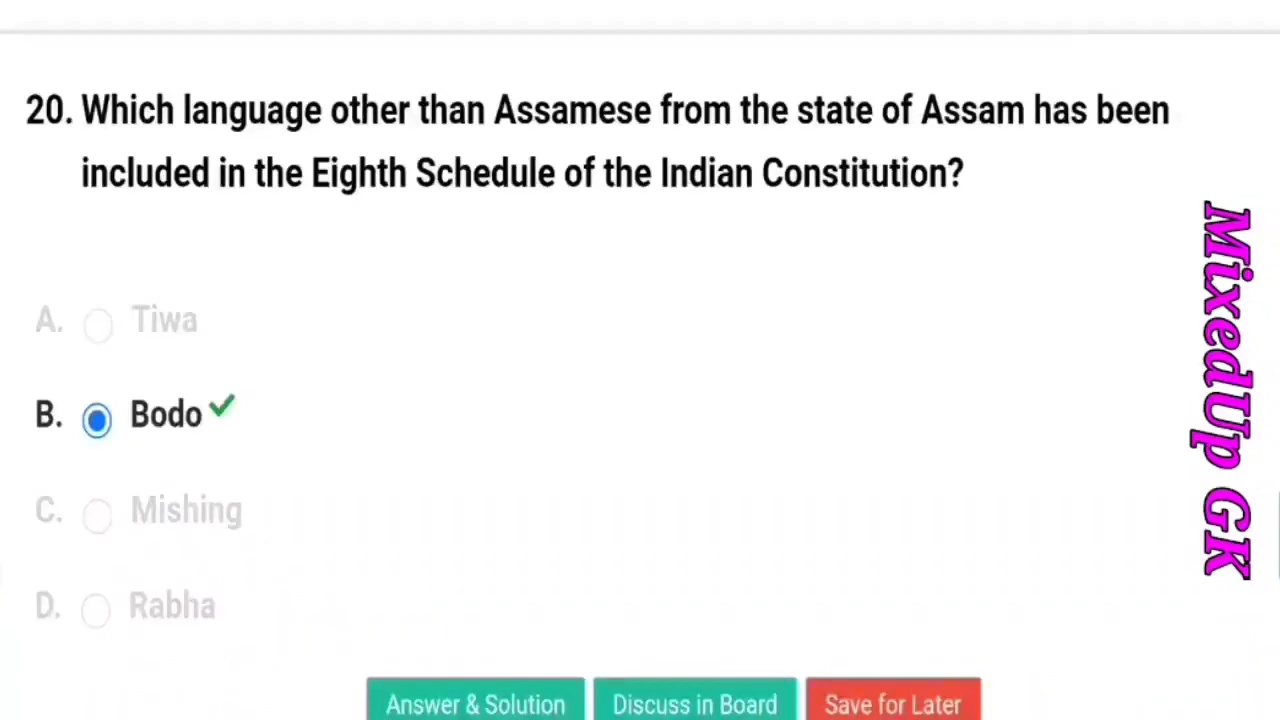 20. Which language other than Assamese from the state of Assam has been
included in the Eighth Schedule of the Indian Constitution?
A. Tiwa
B. Bodo
C. Mishing
D. Rabha
Answer & Solution
Discuss in Board
Save for Later
MixedUp GK